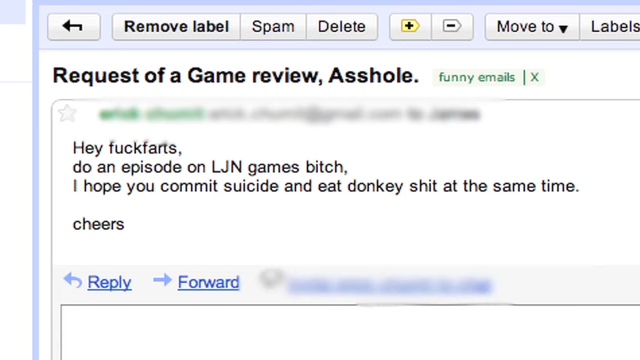 Remove label Spam Delete Move to Labels
Request of a Game review, Asshole. funny emails | X
to James
Hey fuckfarts,
do an episode on LJN games bitch,
I hope you commit suicide and eat donkey shit at the same time.
cheers
Reply Forward